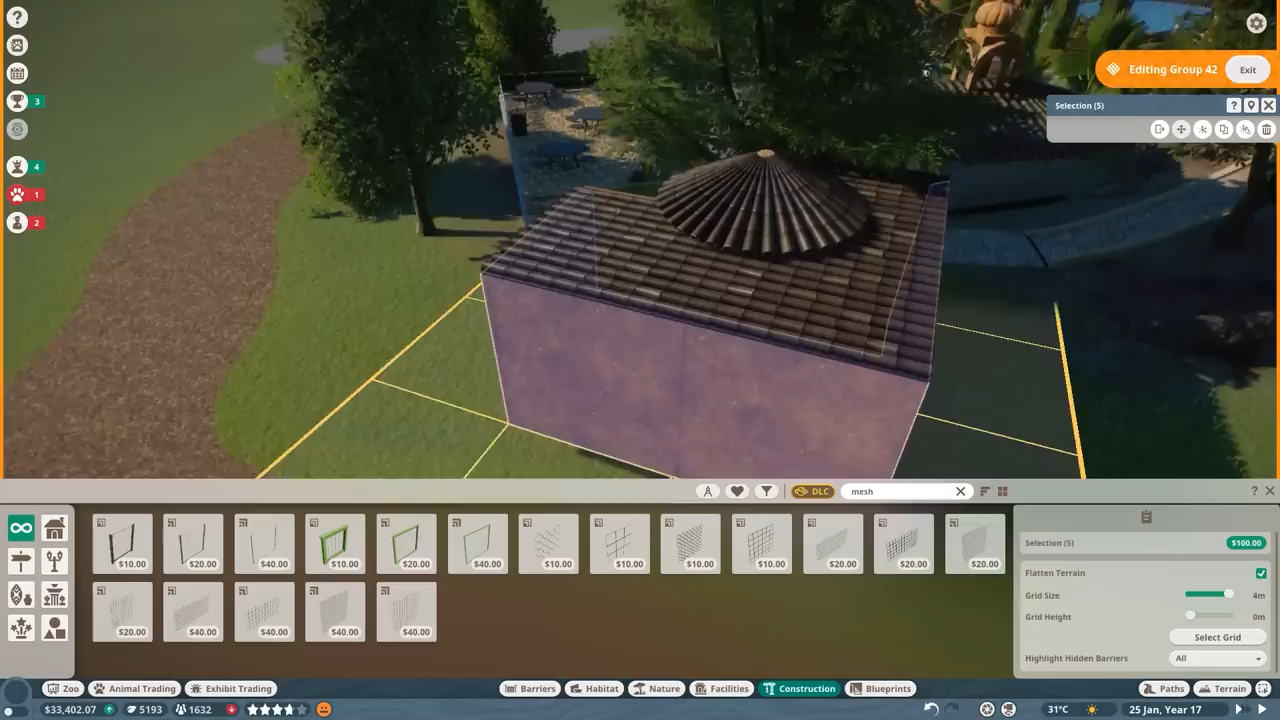 ?
Editing Group 42
Exit
Selection (5)
?
3
4
1
2
DLC
mesh
?
$10.00
$20.00
$40.00
$10.00
$20.00
$40.00
$10.00
$10.00
$10.00
$10.00
$20.00
$20.00
$20.00
$20.00
$40.00
$40.00
$40.00
$40.00
Selection (5)
$100.00
Flatten Terrain
Grid Size
4m
Grid Height
0m
Select Grid
Highlight Hidden Barriers
All
Zoo
Animal Trading
Exhibit Trading
Barriers
Habitat
Nature
Facilities
Construction
Blueprints
Paths
Terrain
$33,402.07
5193
1632
31°C
25 Jan, Year 17